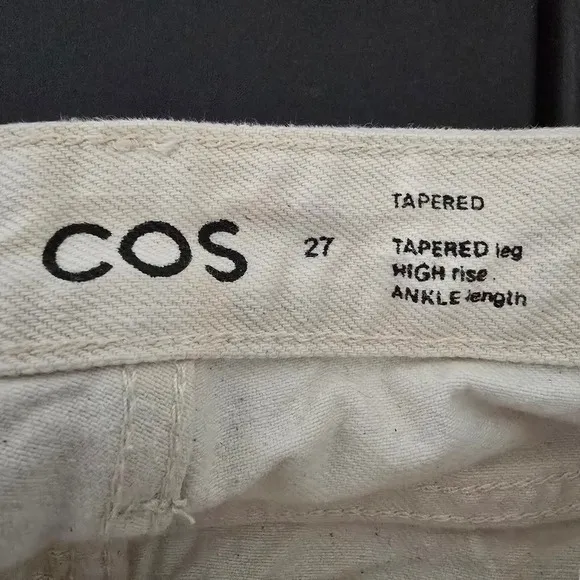 COS
27
TAPERED
TAPERED leg
HIGH rise.
ANKLE length